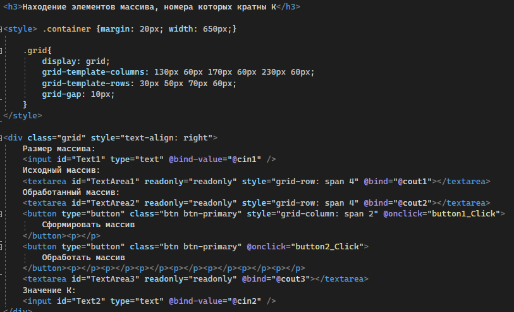 <h3>Находение элементов массива, номера которых кратны К</h3>
<style> .container {margin: 20px; width: 650px;}
.grid{
display: grid;
grid-template-columns: 130px 60px 170px 60px 230px 60px;
grid-template-rows: 30px 50px 70px 60px;
grid-gap: 10px;
}
</style>
<div class="grid" style="text-align: right">
Размер массива:
<input id="Text1" type="text" @bind-value="@cin1" />
Исходный массив:
<textarea id="TextArea1" readonly="readonly" style="grid-row: span 4" @bind="@cout1"></textarea>
Обработанный массив:
<textarea id="TextArea2" readonly="readonly" style="grid-row: span 4" @bind="@cout2"></textarea>
<button type="button" class="btn btn-primary" style="grid-column: span 2" @onclick="button1_Click">
Сформировать массив
</button><p></p>
<button type="button" class="btn btn-primary" @onclick="button2_Click">
Обработать массив
</button><p></p><p></p><p></p><p></p><p></p><p></p><p></p>
<textarea id="TextArea3" readonly="readonly" @bind="@cout3"></textarea>
Значение К:
<input id="Text2" type="text" @bind-value="@cin2" />
</div>